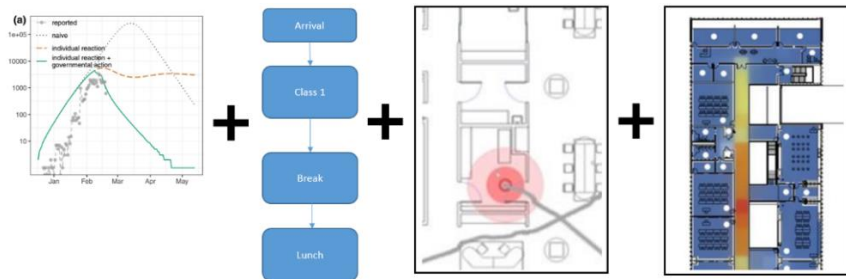 (a)
reported
naive
individual reaction
individual reaction +
governmental action
1e+05
10000
1000
100
10
Jan Feb Mar Apr May
+
Arrival
Class 1
Break
Lunch
+
+